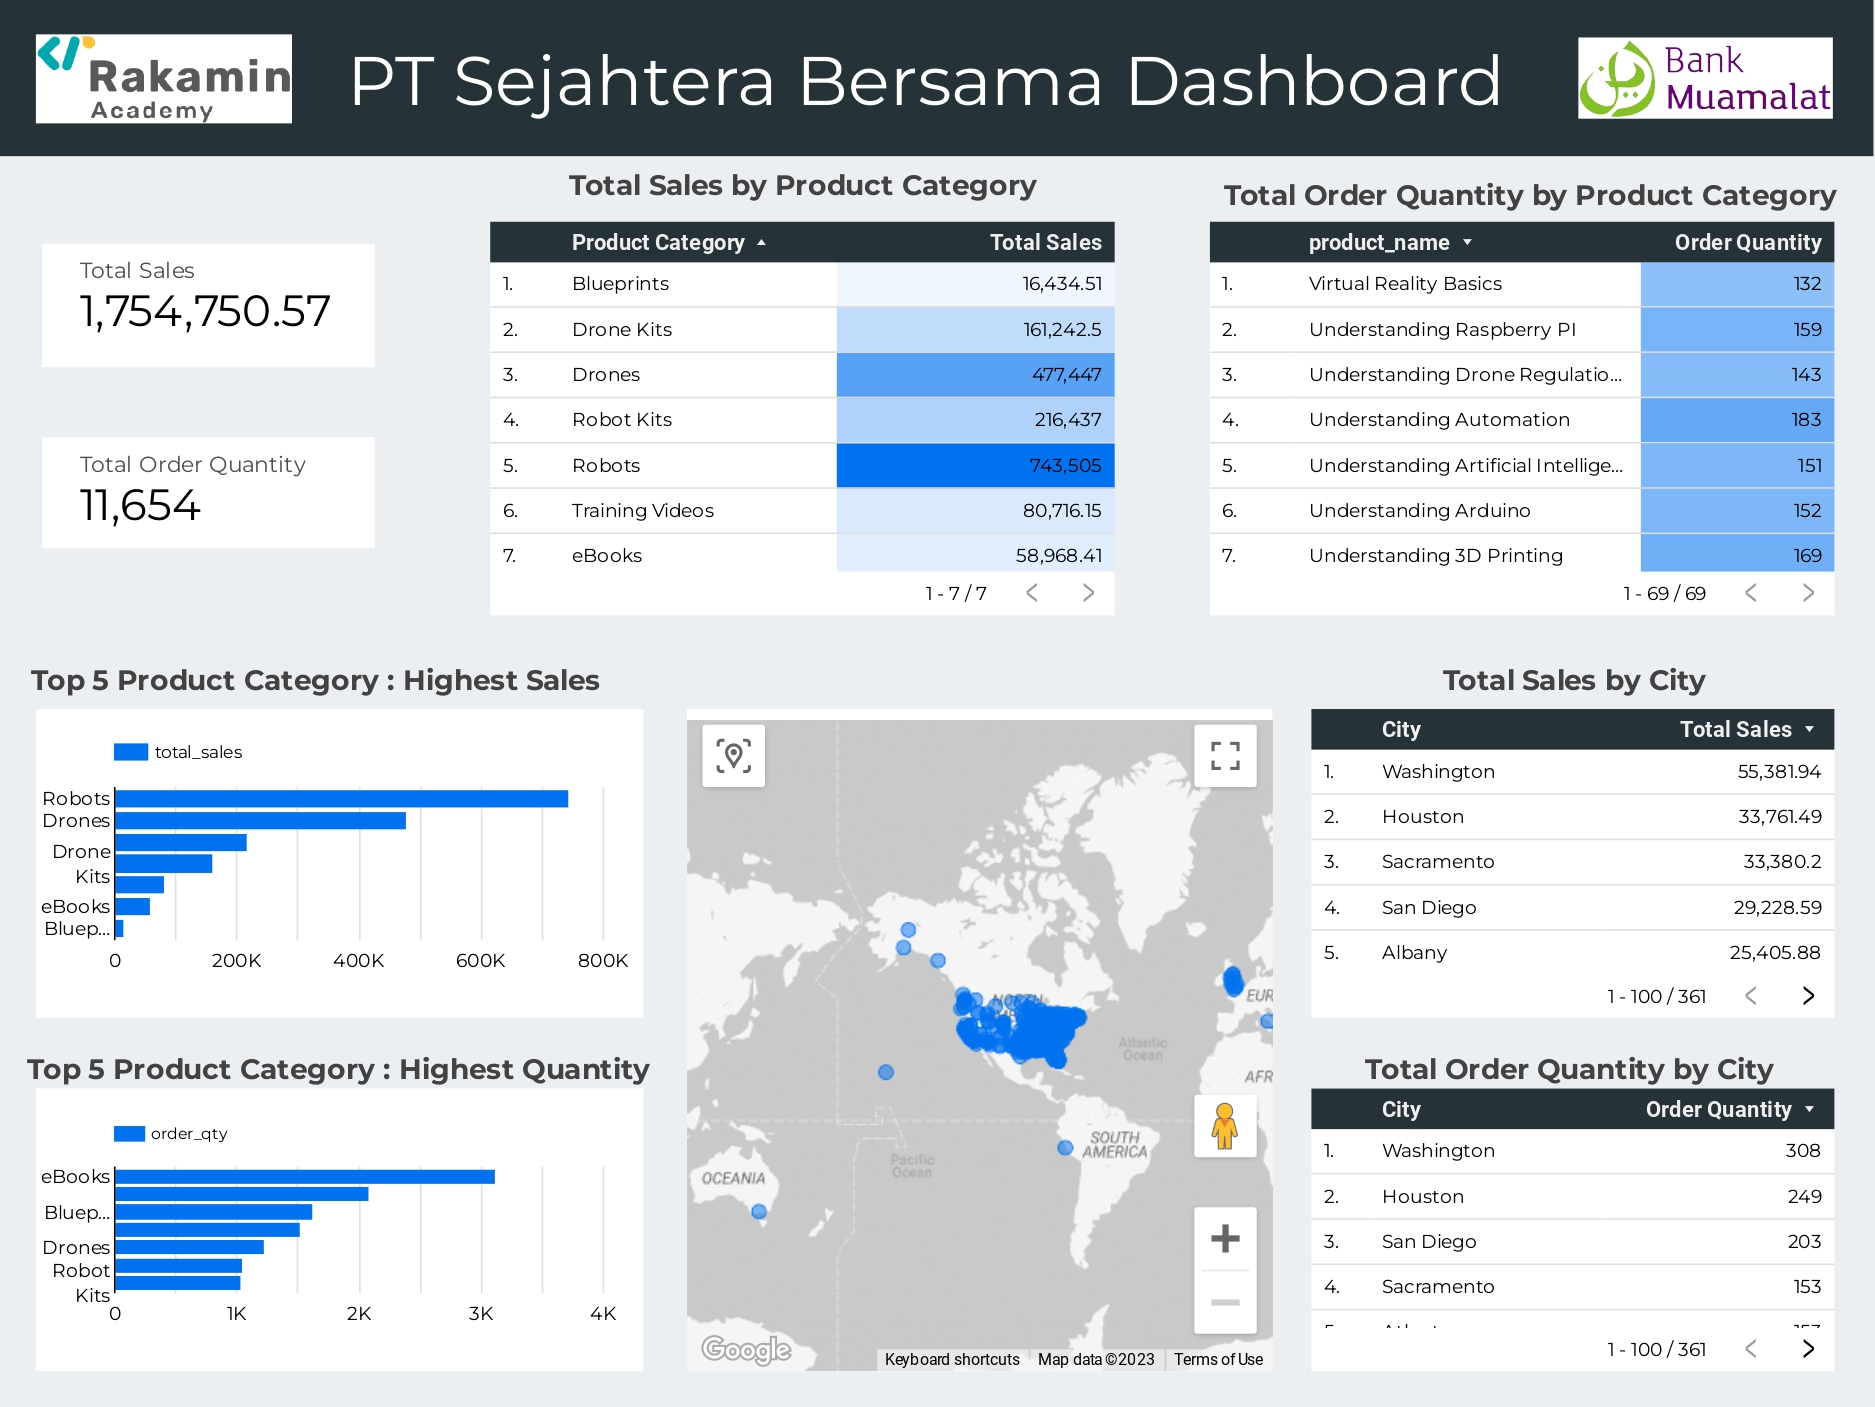 Rakamin
Academy
PT Sejahtera Bersama Dashboard
Bank
Muamalat
Total Sales
1,754,750.57
Total Order Quantity
11,654
Total Sales by Product Category
Product Category Total Sales
1. Blueprints 16,434.51
2. Drone Kits 161,242.5
3. Drones 477,447
4. Robot Kits 216,437
5. Robots 743,505
6. Training Videos 80,716.15
7. eBooks 58,968.41
1 - 7 / 7
Total Order Quantity by Product Category
product_name Order Quantity
1. Virtual Reality Basics 132
2. Understanding Raspberry PI 159
3. Understanding Drone Regulatio... 143
4. Understanding Automation 183
5. Understanding Artificial Intellige... 151
6. Understanding Arduino 152
7. Understanding 3D Printing 169
1 - 69 / 69
Top 5 Product Category : Highest Sales
total_sales
Robots
Drones
Drone
Kits
eBooks
Bluep...
0 200K 400K 600K 800K
Top 5 Product Category : Highest Quantity
order_qty
eBooks
Bluep...
Drones
Robot
Kits
0 1K 2K 3K 4K
NORTH
EUR
Atlantic
Ocean
AFR
SOUTH
AMERICA
Pacific
Ocean
OCEANIA
Google
Keyboard shortcuts Map data ©2023 Terms of Use
Total Sales by City
City Total Sales
1. Washington 55,381.94
2. Houston 33,761.49
3. Sacramento 33,380.2
4. San Diego 29,228.59
5. Albany 25,405.88
1 - 100 / 361
Total Order Quantity by City
City Order Quantity
1. Washington 308
2. Houston 249
3. San Diego 203
4. Sacramento 153
1 - 100 / 361